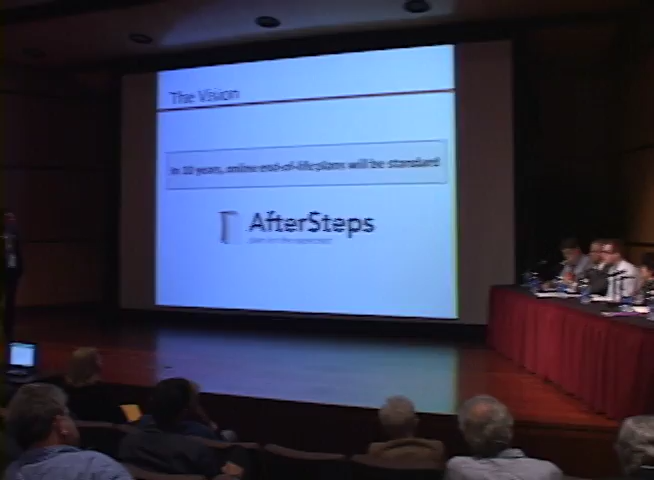 The Vision
In 10 years, online end-of-life plans will be standard
AfterSteps